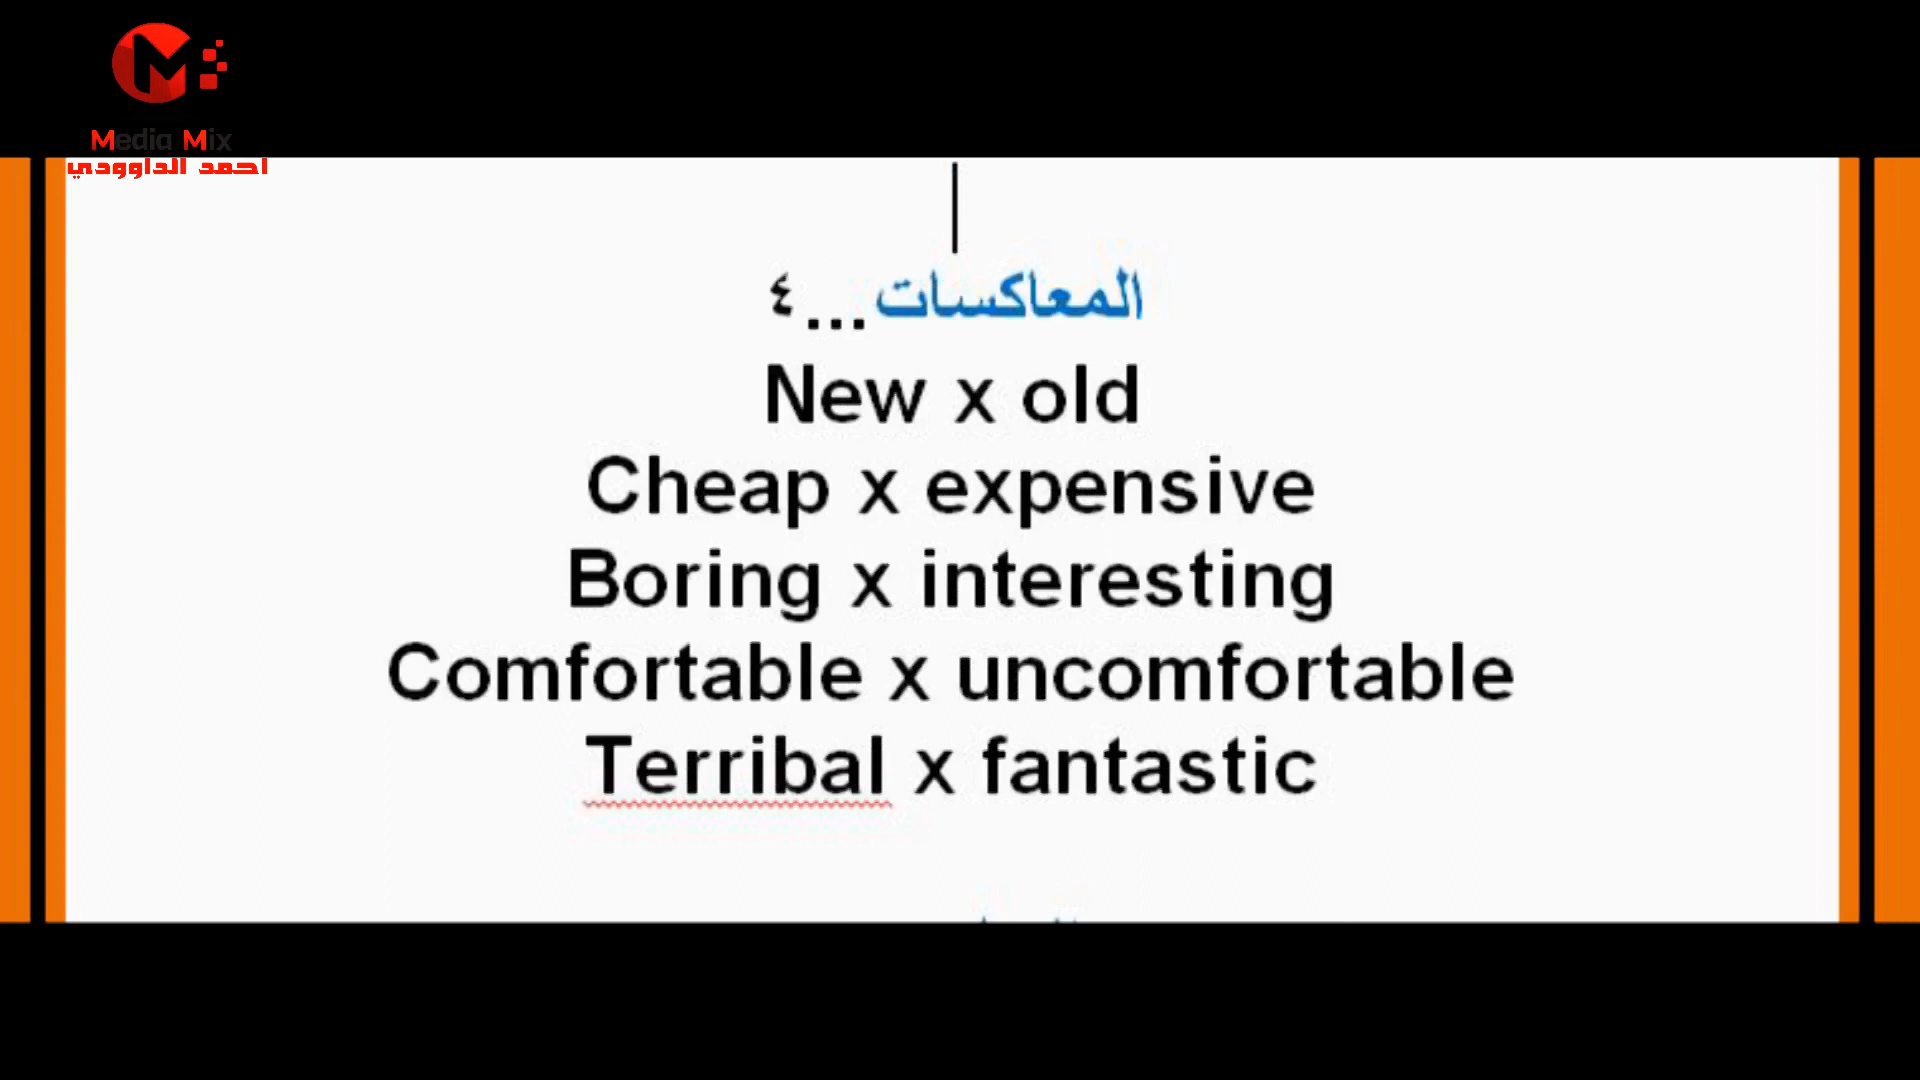 Media Mix
احمد الداوودي
المعاكسات...٤
New x old
Cheap x expensive
Boring x interesting
Comfortable x uncomfortable
Terribal x fantastic